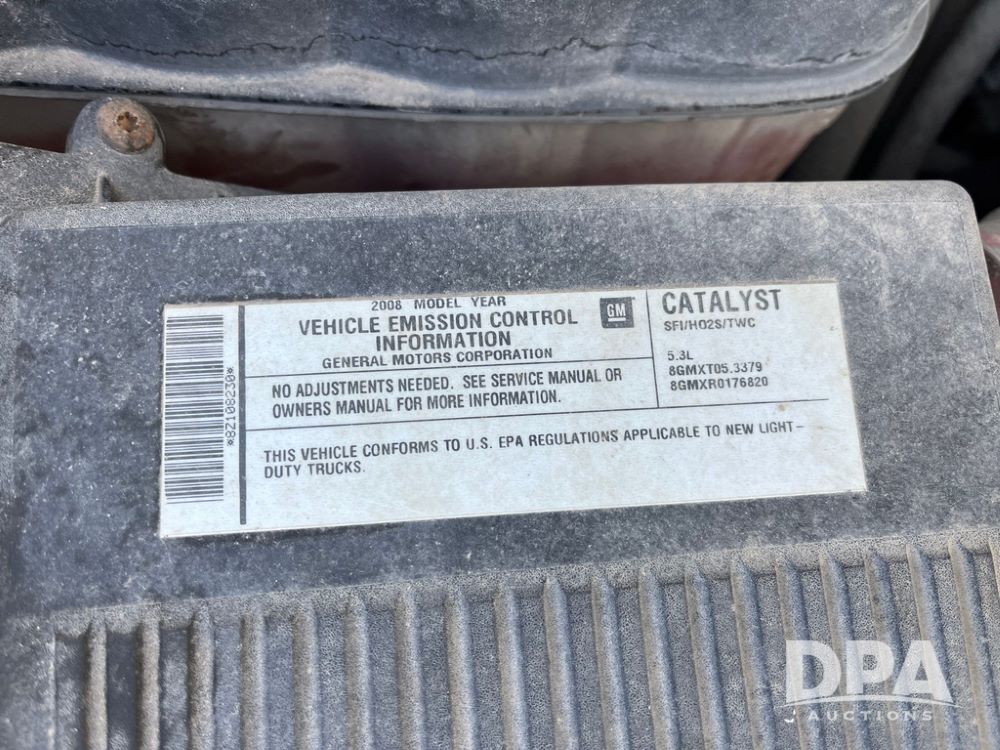 2008 MODEL YEAR
VEHICLE EMISSION CONTROL
INFORMATION
GENERAL MOTORS CORPORATION
GM
CATALYST
SFI/HO2S/TWC
5.3L
8GMXT05.3379
8GMXR0176820
NO ADJUSTMENTS NEEDED. SEE SERVICE MANUAL OR
OWNERS MANUAL FOR MORE INFORMATION.
THIS VEHICLE CONFORMS TO U.S. EPA REGULATIONS APPLICABLE TO NEW LIGHT-
DUTY TRUCKS.
*8Z108230*
DPA
AUCTIONS